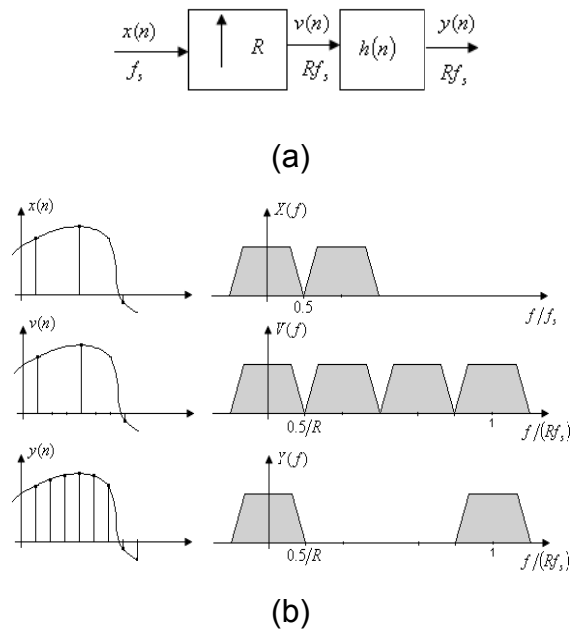 x(n) v(n) y(n)
↑ R h(n)
f_s Rf_s Rf_s
(a)
x(n) X(f)
0.5 f/f_s
v(n) V(f)
0.5/R 1 f/(Rf_s)
y(n) Y(f)
0.5/R 1 f/(Rf_s)
(b)